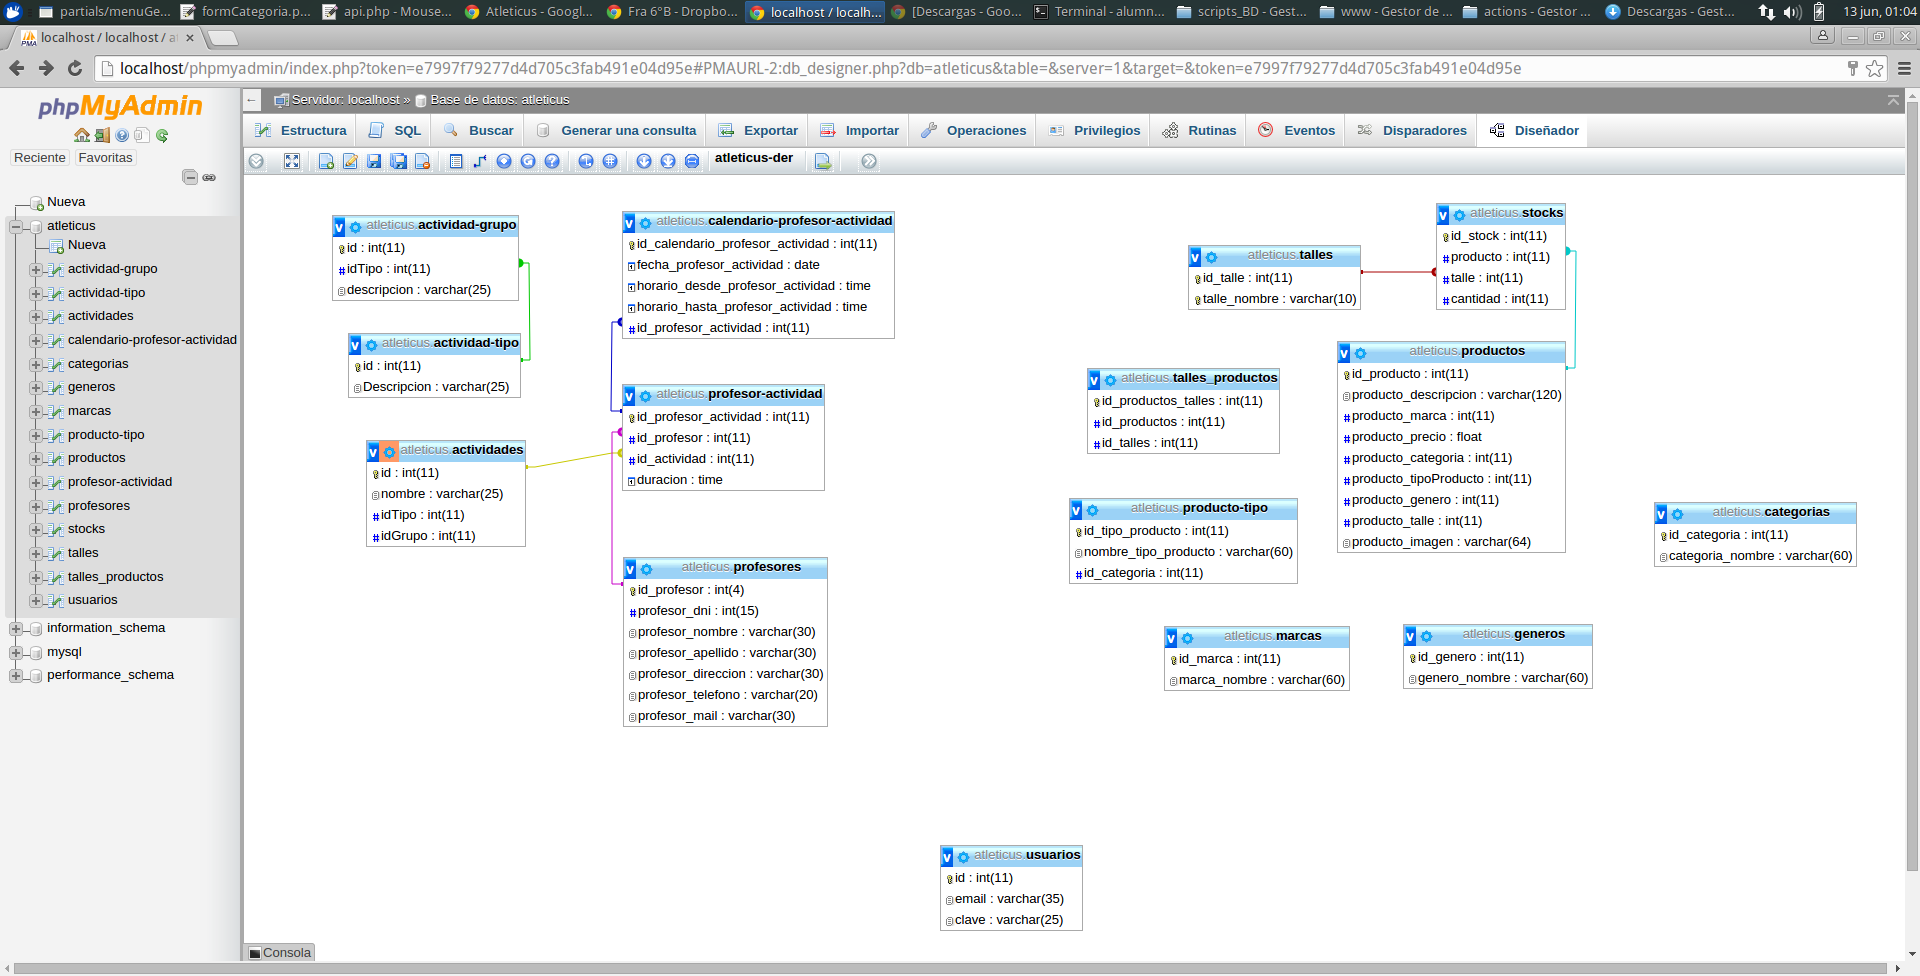 partials/menuGe...
formCategoria.p...
api.php - Mouse...
Atleticus - Googl...
Fra 6°B - Dropbo...
localhost / localh...
[Descargas - Goo...
Terminal - alumn...
scripts_BD - Gest...
www - Gestor de ...
actions - Gestor ...
Descargas - Gest...
13 jun, 01:04
localhost / localhost / a
localhost/phpmyadmin/index.php?token=e7997f79277d4d705c3fab491e04d95e#PMAURL-2:db_designer.php?db=atleticus&table=&server=1&target=&token=e7997f79277d4d705c3fab491e04d95e
phpMyAdmin
Reciente
Favoritas
Nueva
atleticus
Nueva
actividad-grupo
actividad-tipo
actividades
calendario-profesor-actividad
categorias
generos
marcas
producto-tipo
productos
profesor-actividad
profesores
stocks
talles
talles_productos
usuarios
information_schema
mysql
performance_schema
Servidor: localhost » Base de datos: atleticus
Estructura
SQL
Buscar
Generar una consulta
Exportar
Importar
Operaciones
Privilegios
Rutinas
Eventos
Disparadores
Diseñador
atleticus-der
atleticus.actividad-grupo
id : int(11)
idTipo : int(11)
descripcion : varchar(25)
atleticus.actividad-tipo
id : int(11)
Descripcion : varchar(25)
atleticus.actividades
id : int(11)
nombre : varchar(25)
idTipo : int(11)
idGrupo : int(11)
atleticus.calendario-profesor-actividad
id_calendario_profesor_actividad : int(11)
fecha_profesor_actividad : date
horario_desde_profesor_actividad : time
horario_hasta_profesor_actividad : time
id_profesor_actividad : int(11)
atleticus.profesor-actividad
id_profesor_actividad : int(11)
id_profesor : int(11)
id_actividad : int(11)
duracion : time
atleticus.profesores
id_profesor : int(4)
profesor_dni : int(15)
profesor_nombre : varchar(30)
profesor_apellido : varchar(30)
profesor_direccion : varchar(30)
profesor_telefono : varchar(20)
profesor_mail : varchar(30)
atleticus.talles
id_talle : int(11)
talle_nombre : varchar(10)
atleticus.stocks
id_stock : int(11)
producto : int(11)
talle : int(11)
cantidad : int(11)
atleticus.talles_productos
id_productos_talles : int(11)
id_productos : int(11)
id_talles : int(11)
atleticus.productos
id_producto : int(11)
producto_descripcion : varchar(120)
producto_marca : int(11)
producto_precio : float
producto_categoria : int(11)
producto_tipoProducto : int(11)
producto_genero : int(11)
producto_talle : int(11)
producto_imagen : varchar(64)
atleticus.producto-tipo
id_tipo_producto : int(11)
nombre_tipo_producto : varchar(60)
id_categoria : int(11)
atleticus.categorias
id_categoria : int(11)
categoria_nombre : varchar(60)
atleticus.marcas
id_marca : int(11)
marca_nombre : varchar(60)
atleticus.generos
id_genero : int(11)
genero_nombre : varchar(60)
atleticus.usuarios
id : int(11)
email : varchar(35)
clave : varchar(25)
Consola